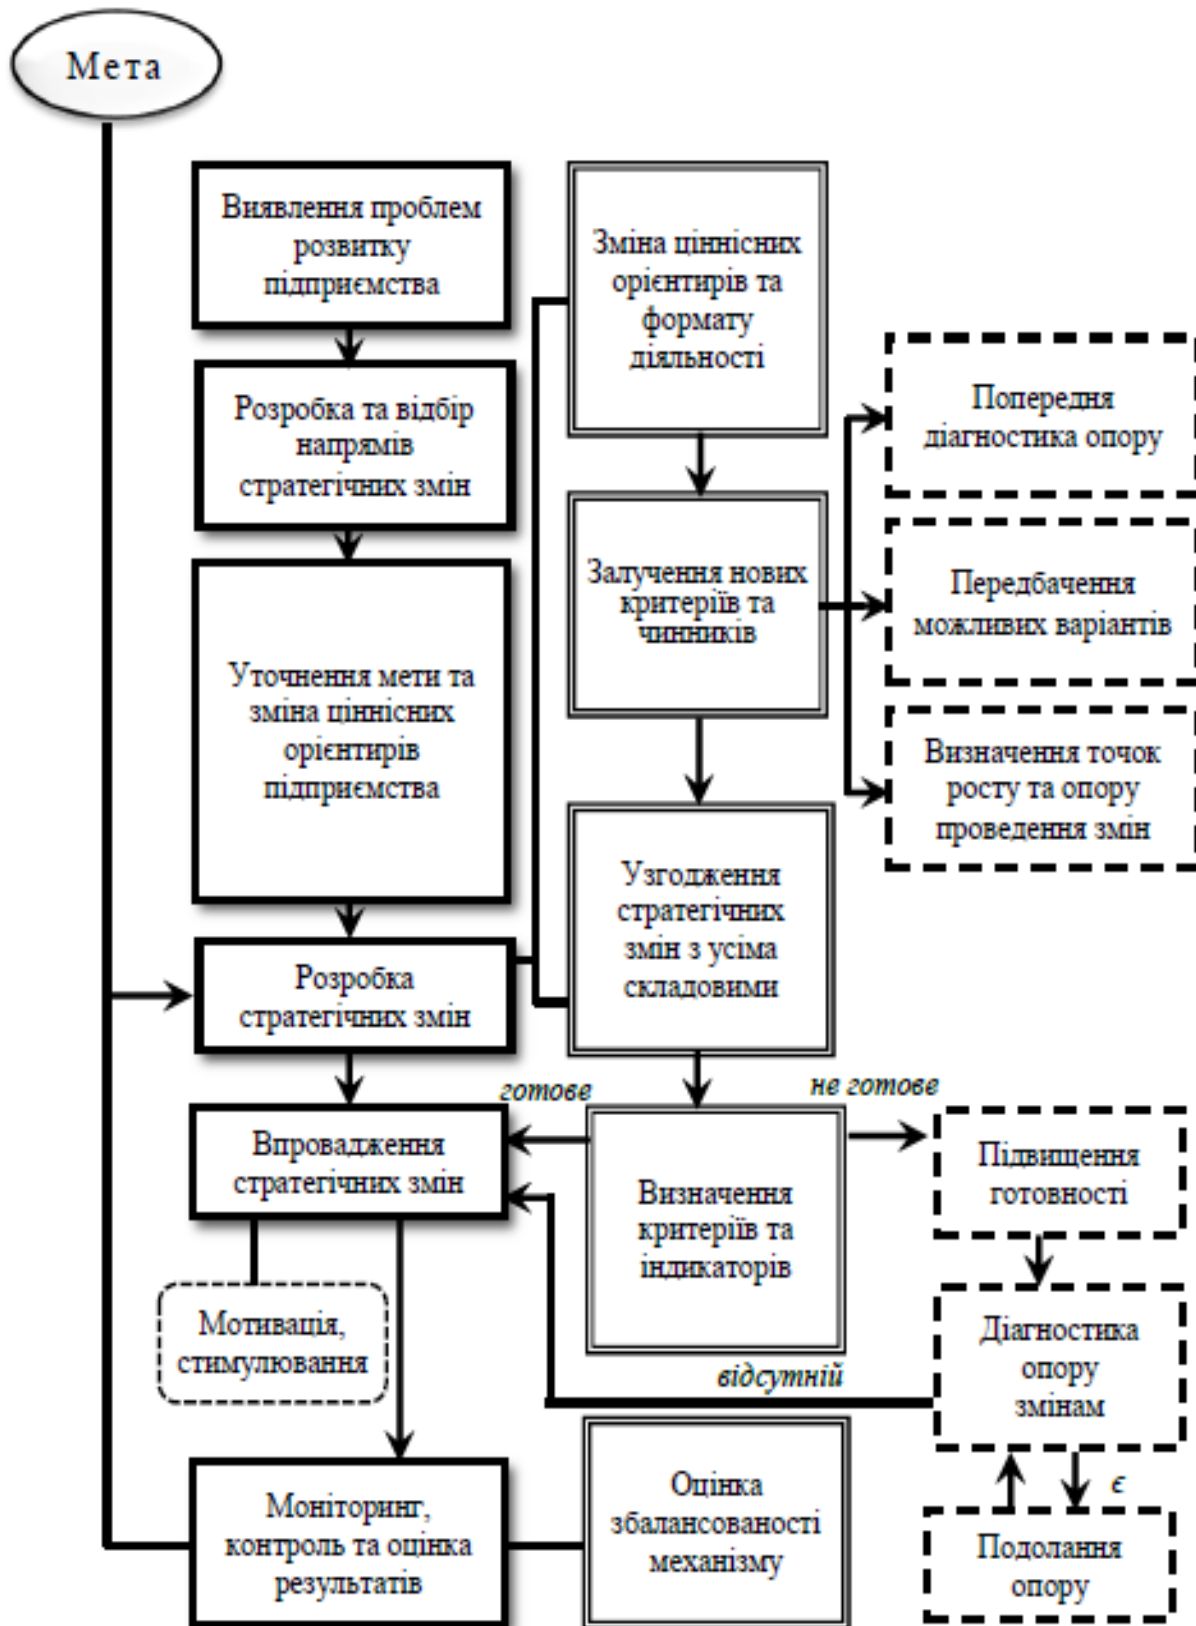 Мета
Виявлення проблем
розвитку
підприємства
Розробка та відбір
напрямів
стратегічних змін
Уточнення мети та
зміна ціннісних
орієнтирів
підприємства
Розробка
стратегічних змін
Впровадження
стратегічних змін
Мотивація,
стимулювання
Моніторинг,
контроль та оцінка
результатів
Зміна ціннісних
орієнтирів та
формату
діяльності
Залучення нових
критеріїв та
чинників
Узгодження
стратегічних
змін з усіма
складовими
готове
не готове
Визначення
критеріїв та
індикаторів
відсутній
Оцінка
збалансованості
механізму
Попередня
діагностика опору
Передбачення
можливих варіантів
Визначення точок
росту та опору
проведення змін
Підвищення
готовності
Діагностика
опору
змінам
є
Подолання
опору